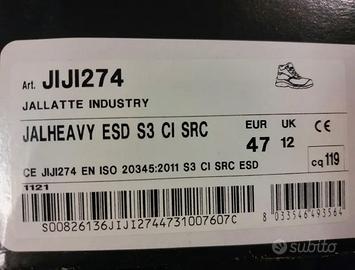 Art. JIJI274
JALLATTE INDUSTRY
JALHEAVY ESD S3 CI SRC
EUR UK
47 12
CE
cq 119
CE JIJI274 EN ISO 20345:2011 S3 CI SRC ESD
1121
S00826136JIJI2744731007607C
8 033546 493564
subito